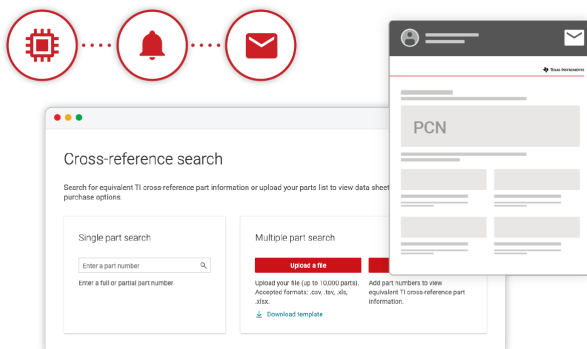 Texas Instruments
PCN
Cross-reference search
Search for equivalent TI cross-reference part information or upload your parts list to view data sheet
purchase options.
Single part search
Enter a part number
Enter a full or partial part number
Multiple part search
Upload a file
Upload your file (up to 10,000 parts).
Accepted formats: .csv, .tsv, .xls,
.xlsx.
Download template
Add part numbers to view
equivalent TI cross-reference part
information.